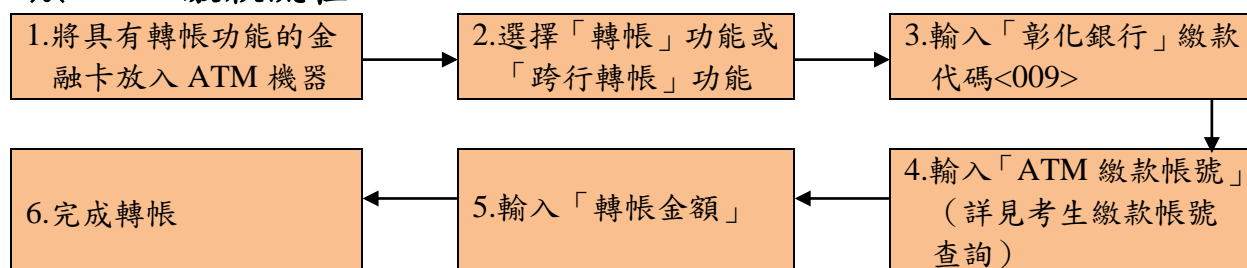 1.將具有轉帳功能的金
融卡放入 ATM 機器
2.選擇「轉帳」功能或
「跨行轉帳」功能
3.輸入「彰化銀行」繳款
代碼<009>
4.輸入「ATM 繳款帳號」
（詳見考生繳款帳號
查詢）
5.輸入「轉帳金額」
6.完成轉帳